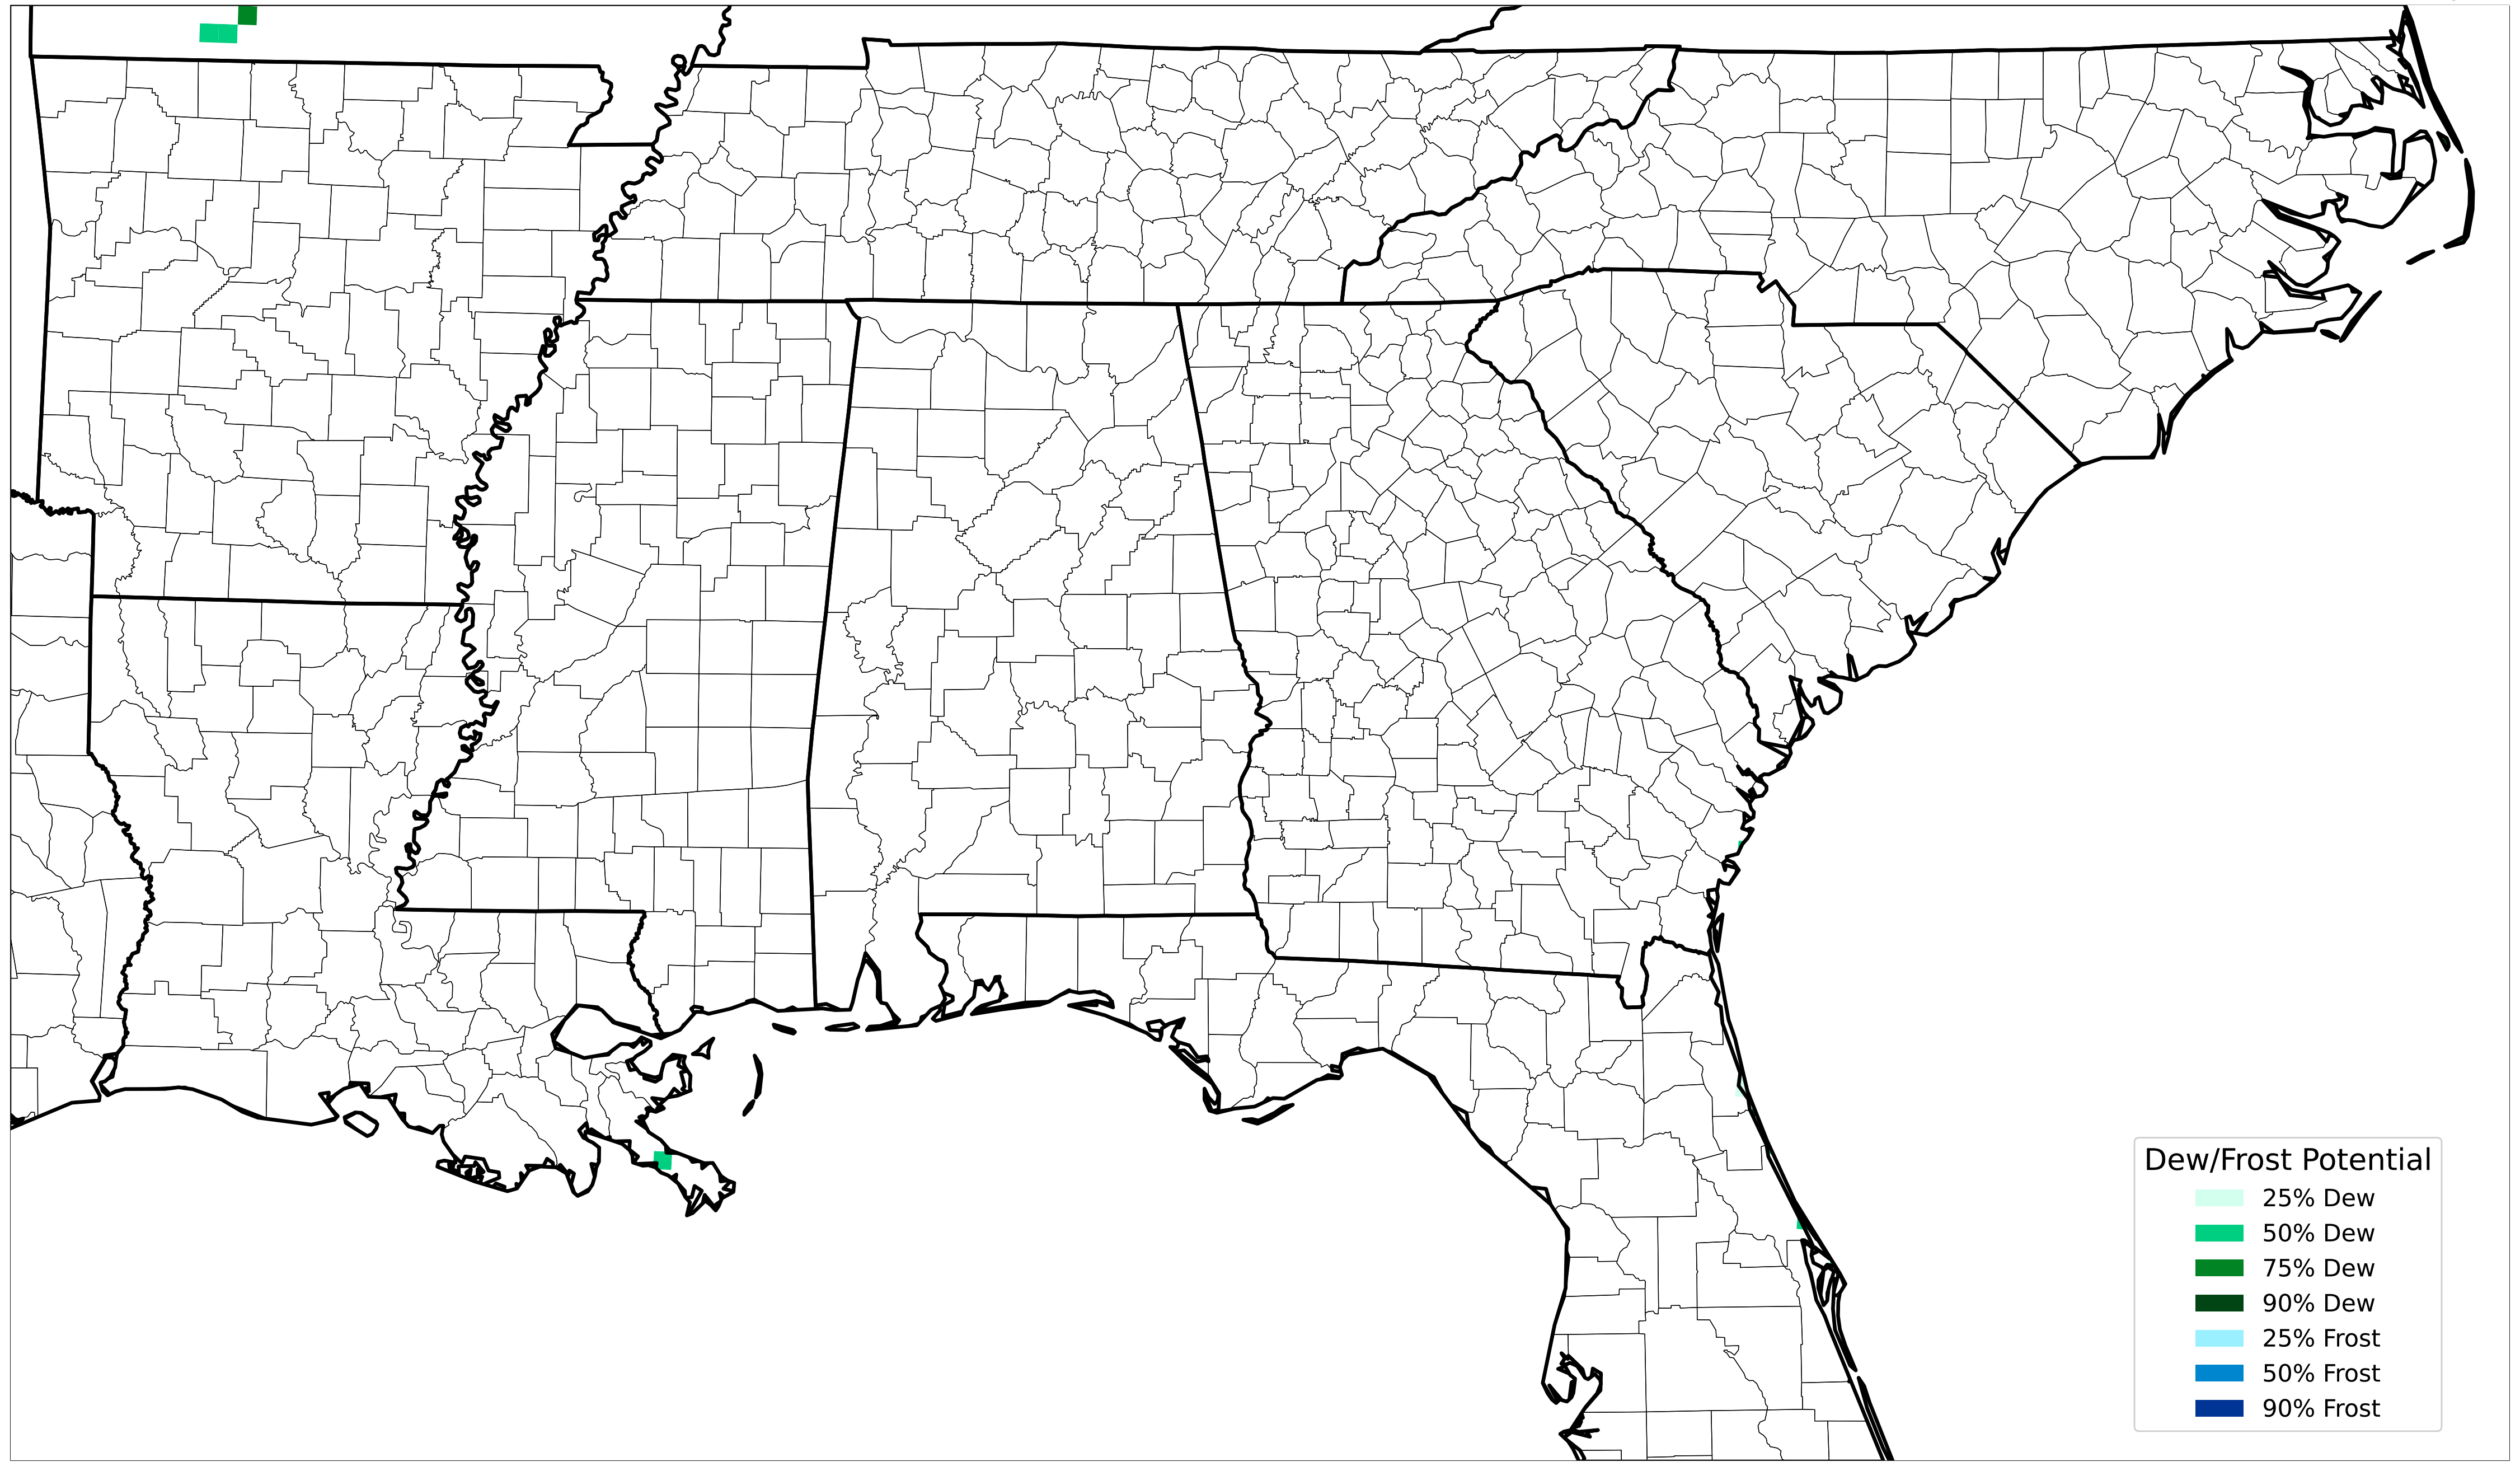 Dew/Frost Potential
25% Dew
50% Dew
75% Dew
90% Dew
25% Frost
50% Frost
90% Frost